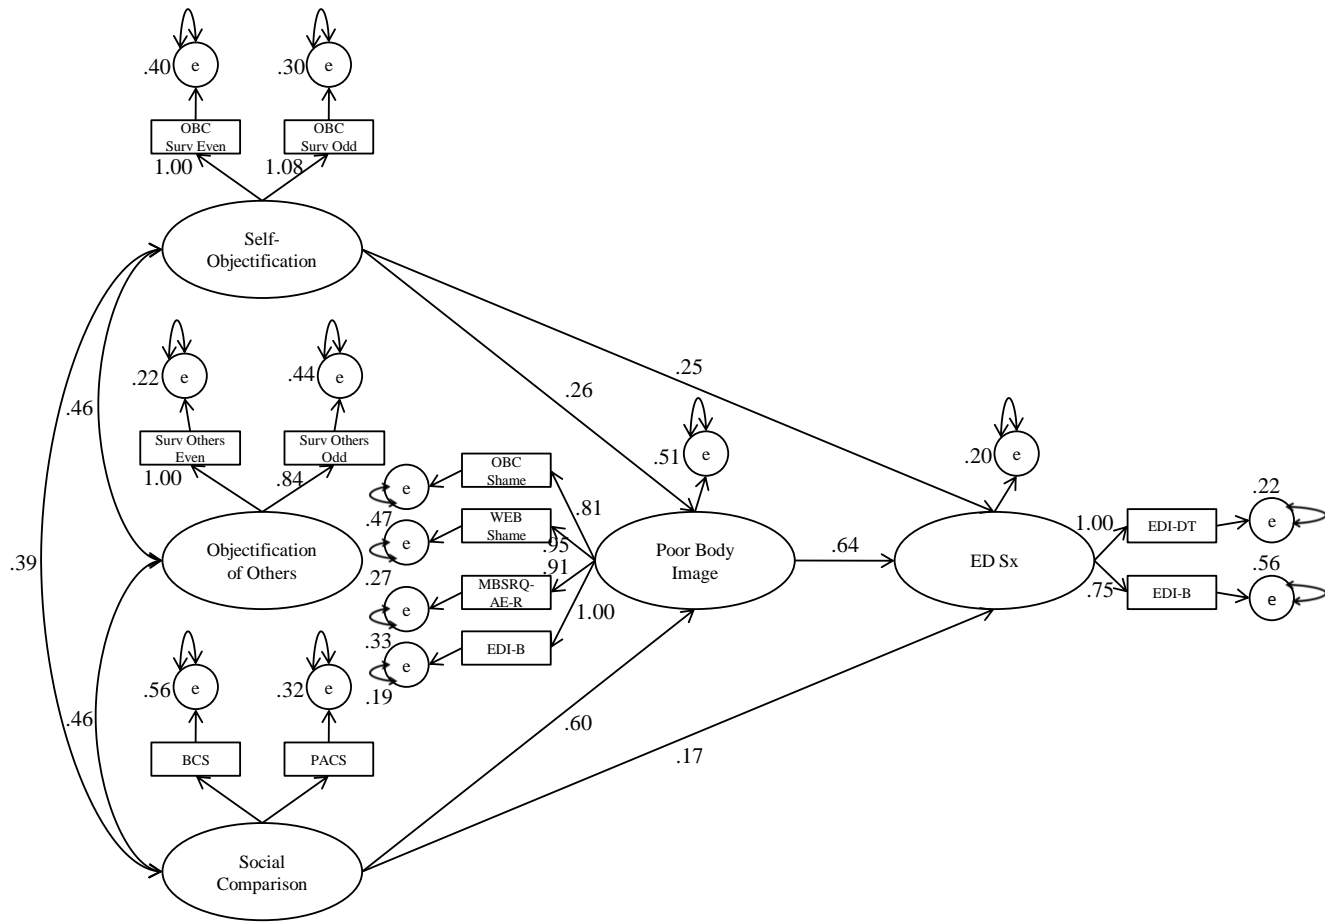 .40
e
.30
e
OBC
Surv Even
OBC
Surv Odd
1.00
1.08
Self-
Objectification
.22
e
.44
e
.46
Surv Others
Even
Surv Others
Odd
1.00
.84
.25
.26
.51
e
.20
e
OBC
Shame
e
.81
.47
WEB
Shame
e
.95
.27
.91
MBSRQ-
AE-R
e
1.00
.33
EDI-B
e
.19
.39
Objectification
of Others
Poor Body
Image
.64
ED Sx
1.00
EDI-DT
.22
e
.75
EDI-B
.56
e
.46
.56
e
.32
e
BCS
PACS
.60
.17
Social
Comparison